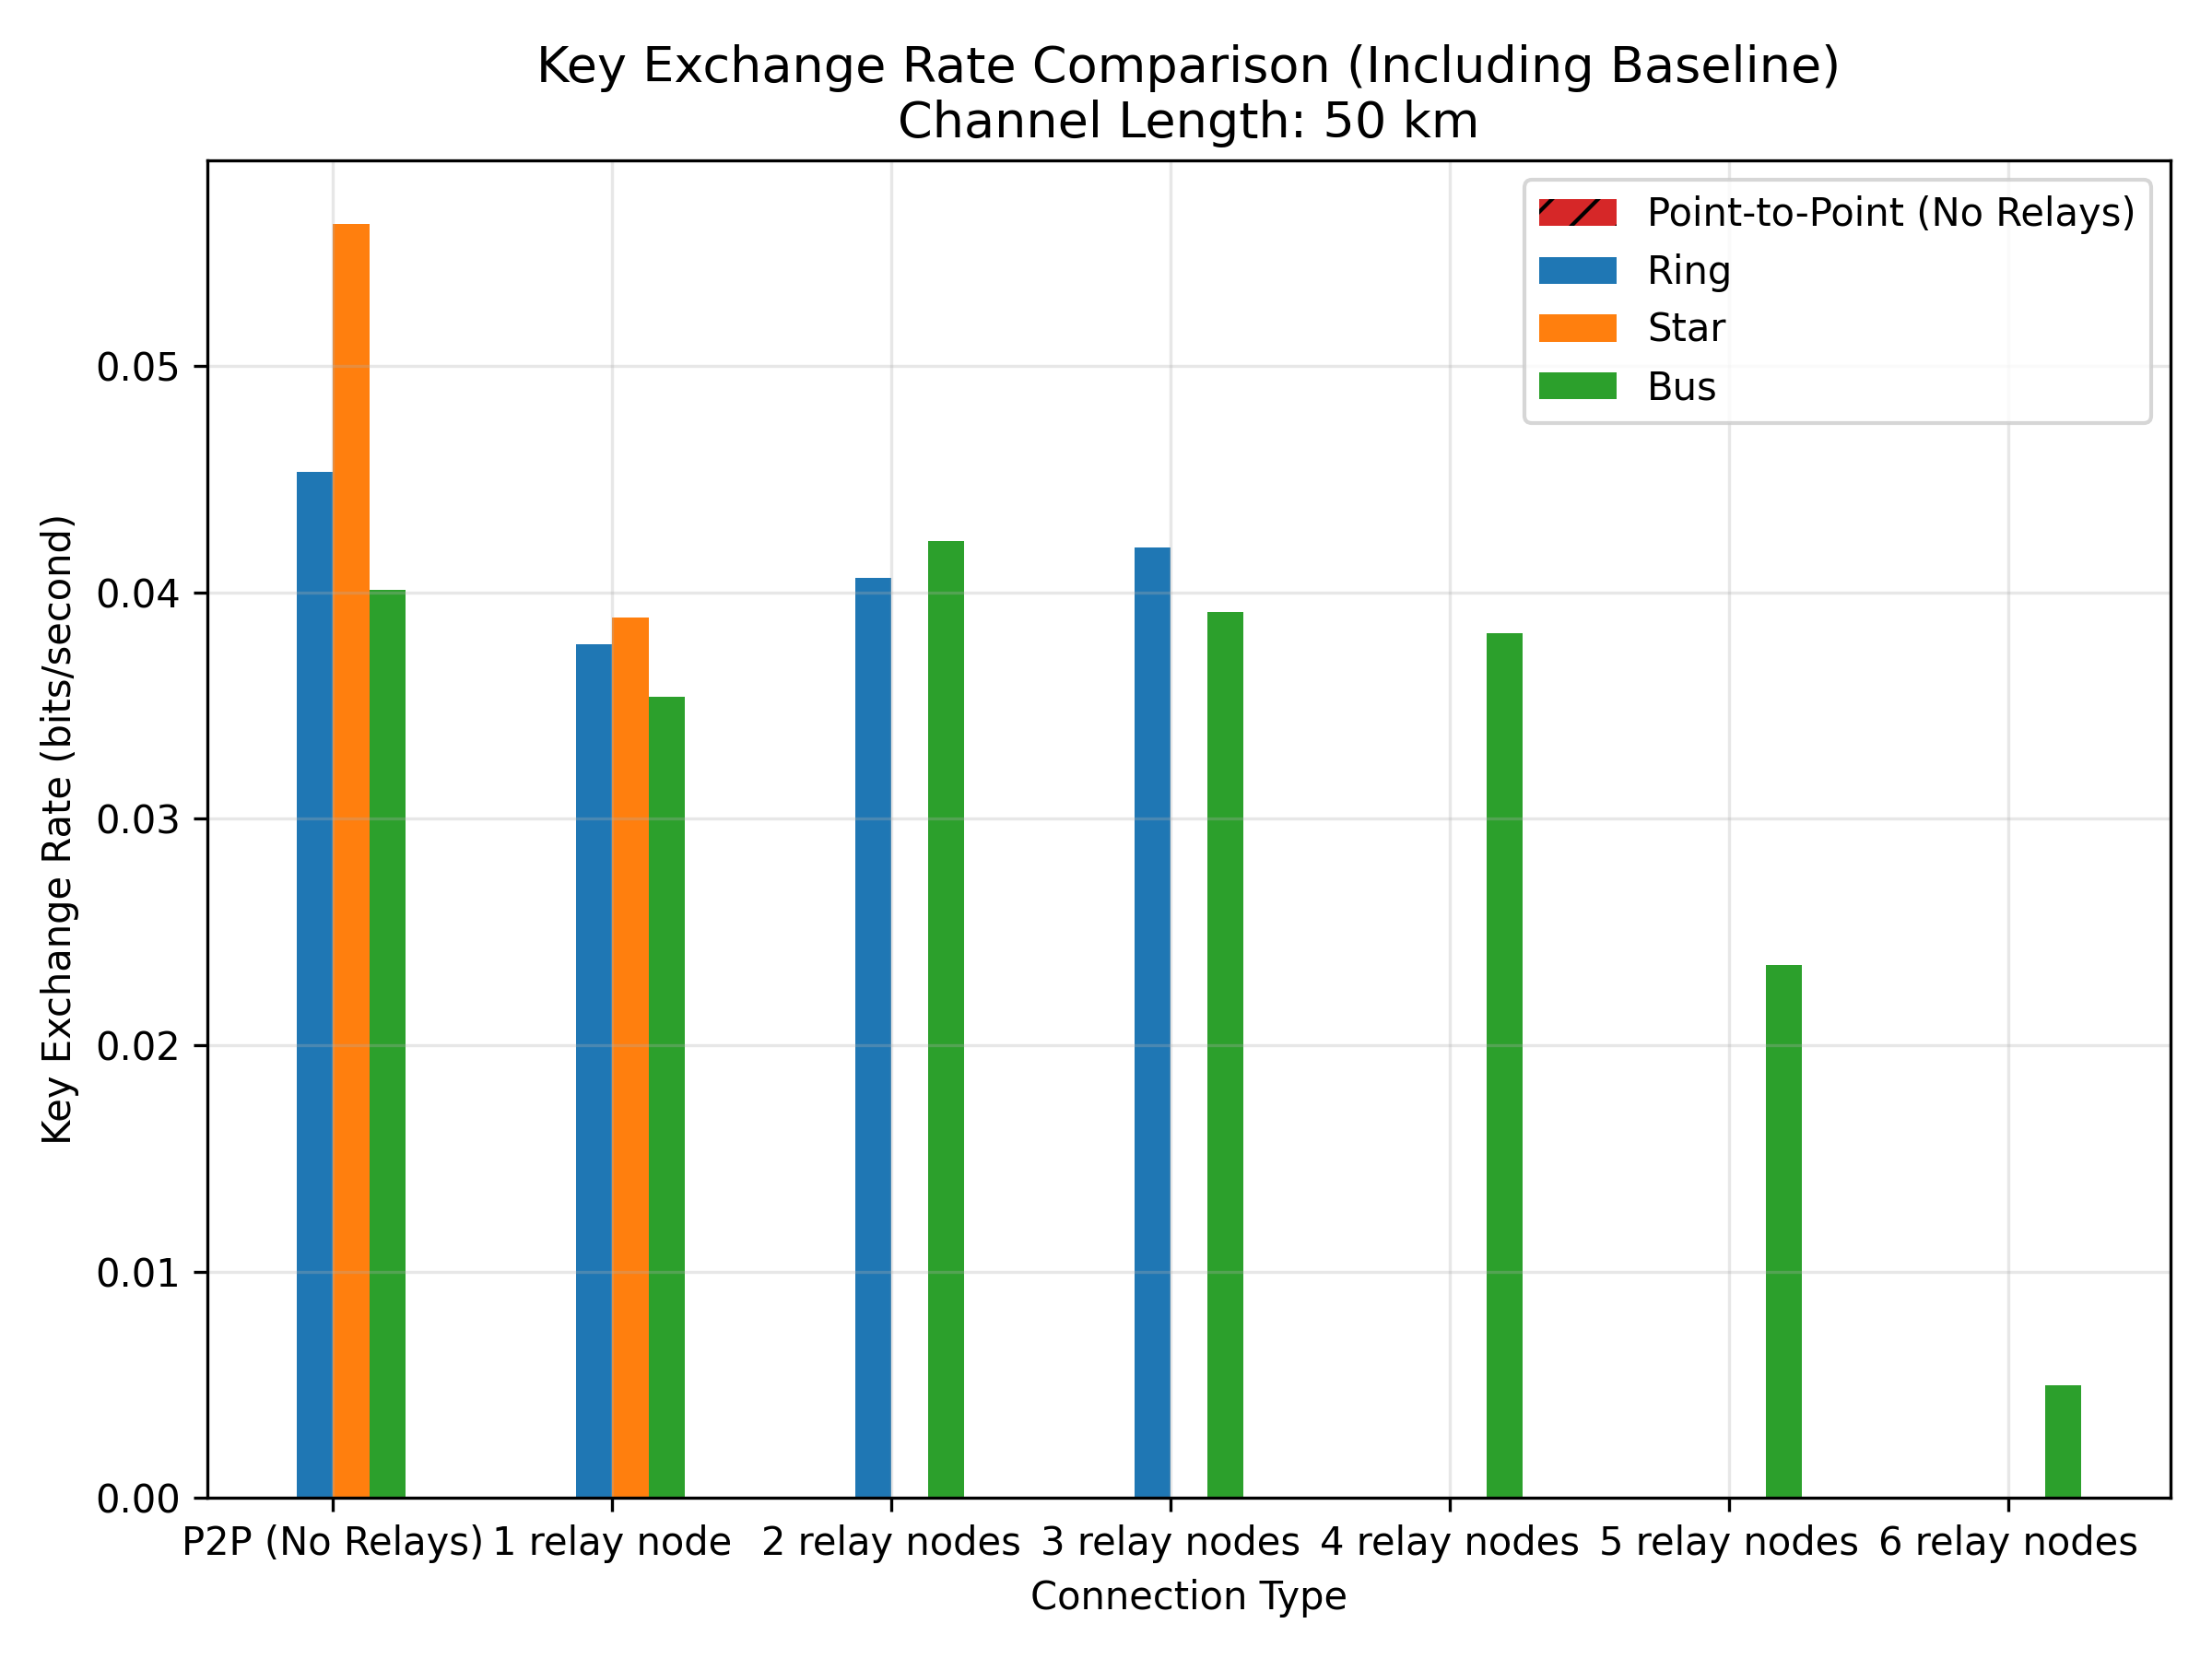 Key Exchange Rate Comparison (Including Baseline)
Channel Length: 50 km
Point-to-Point (No Relays)
Ring
Star
Bus
Key Exchange Rate (bits/second)
0.05
0.04
0.03
0.02
0.01
0.00
P2P (No Relays) 1 relay node 2 relay nodes 3 relay nodes 4 relay nodes 5 relay nodes 6 relay nodes
Connection Type